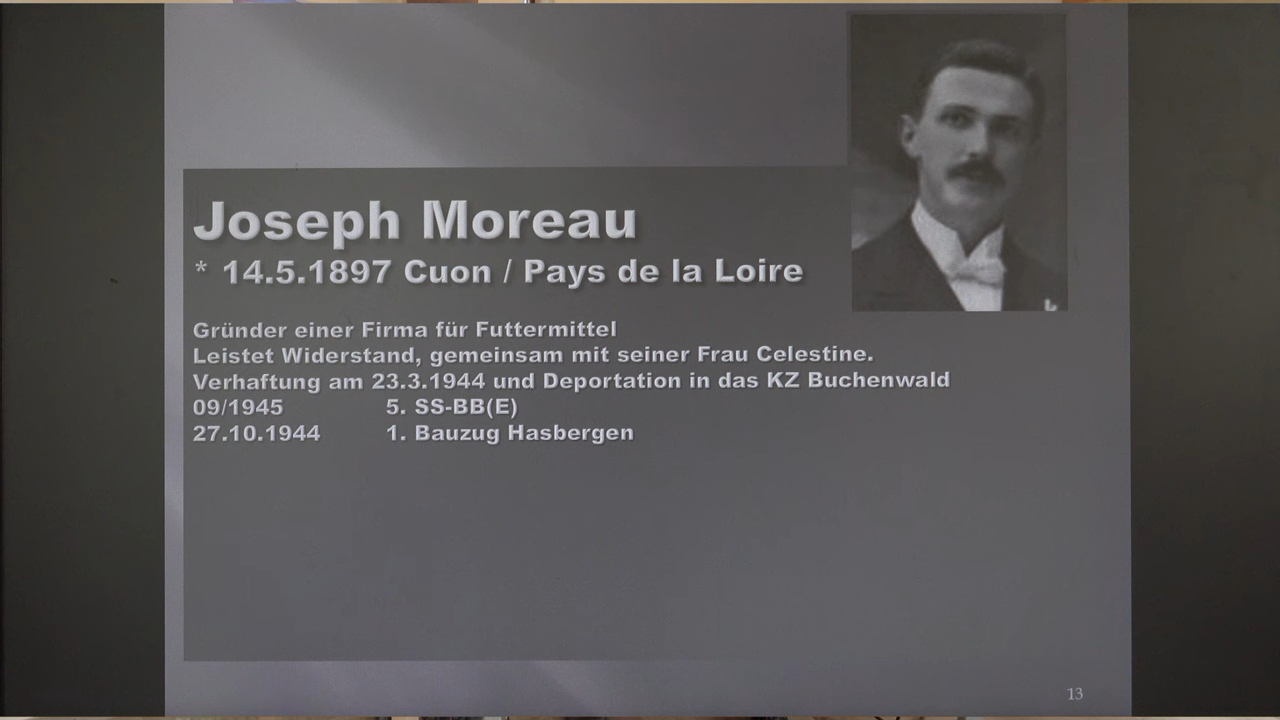 Joseph Moreau
* 14.5.1897 Cuon / Pays de la Loire
Gründer einer Firma für Futtermittel
Leistet Widerstand, gemeinsam mit seiner Frau Celestine.
Verhaftung am 23.3.1944 und Deportation in das KZ Buchenwald
09/1945 5. SS-BB(E)
27.10.1944 1. Bauzug Hasbergen
13